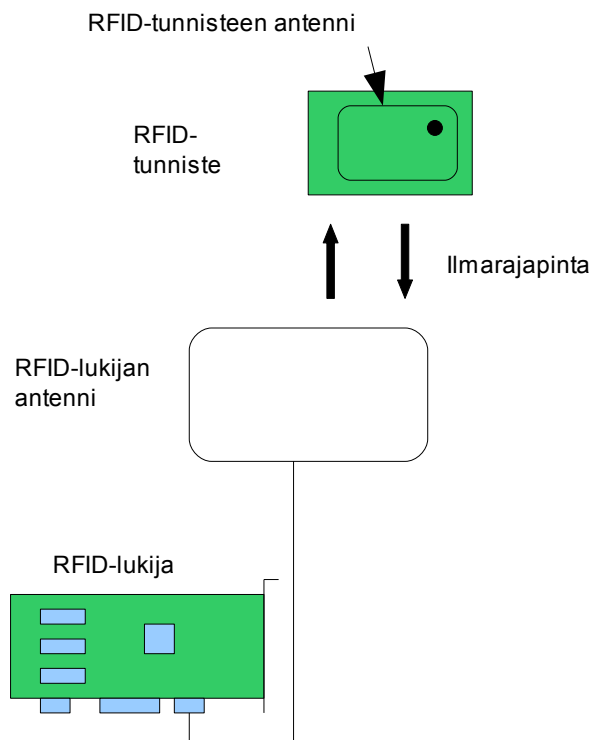 RFID-tunnisteen antenni
RFID-
tunniste
Ilmarajapinta
RFID-lukijan
antenni
RFID-lukija